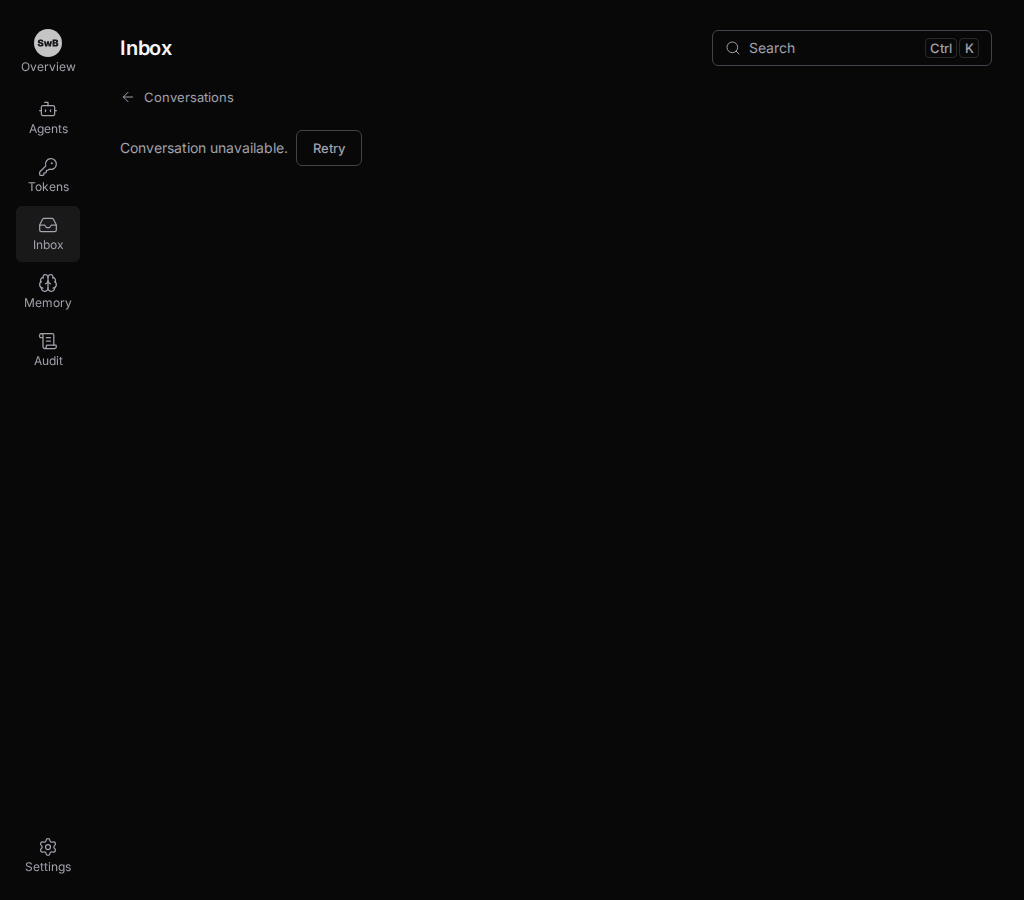 SwB
Overview
Agents
Tokens
Inbox
Memory
Audit
Settings
Inbox
Search Ctrl K
Conversations
Conversation unavailable. Retry